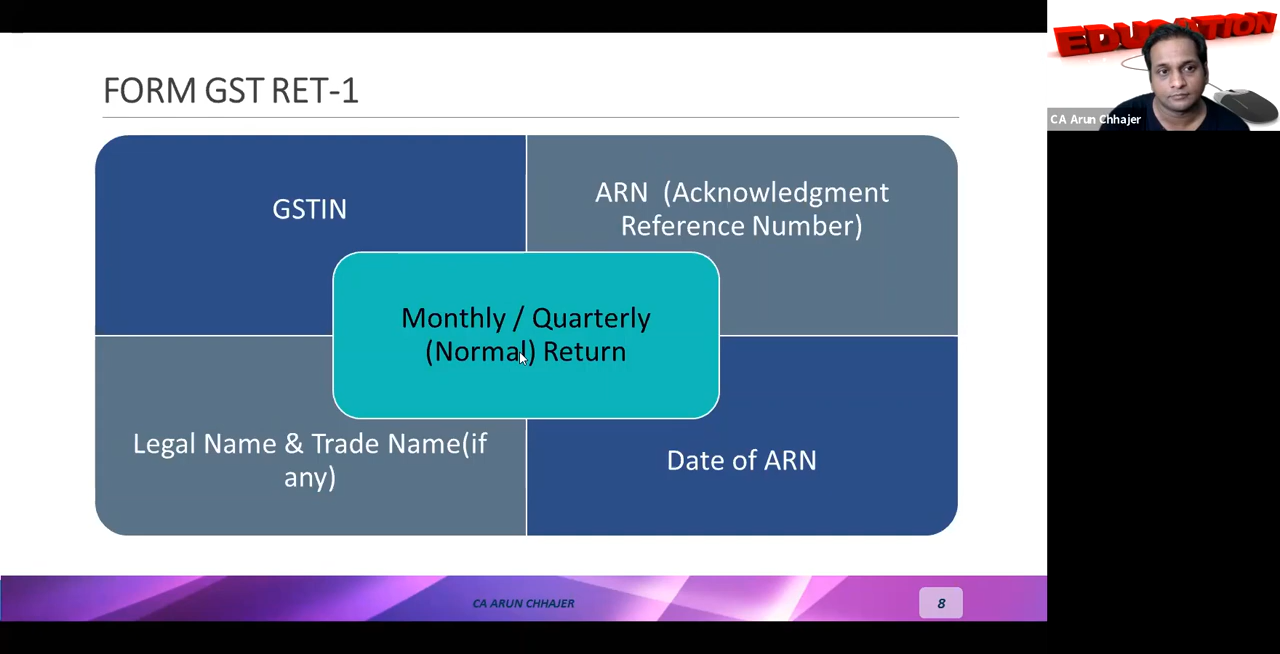 EDUCATION
CA Arun Chhajer
FORM GST RET-1
GSTIN
ARN (Acknowledgment
Reference Number)
Monthly / Quarterly
(Normal) Return
Legal Name & Trade Name(if
any)
Date of ARN
CA ARUN CHHAJER
8